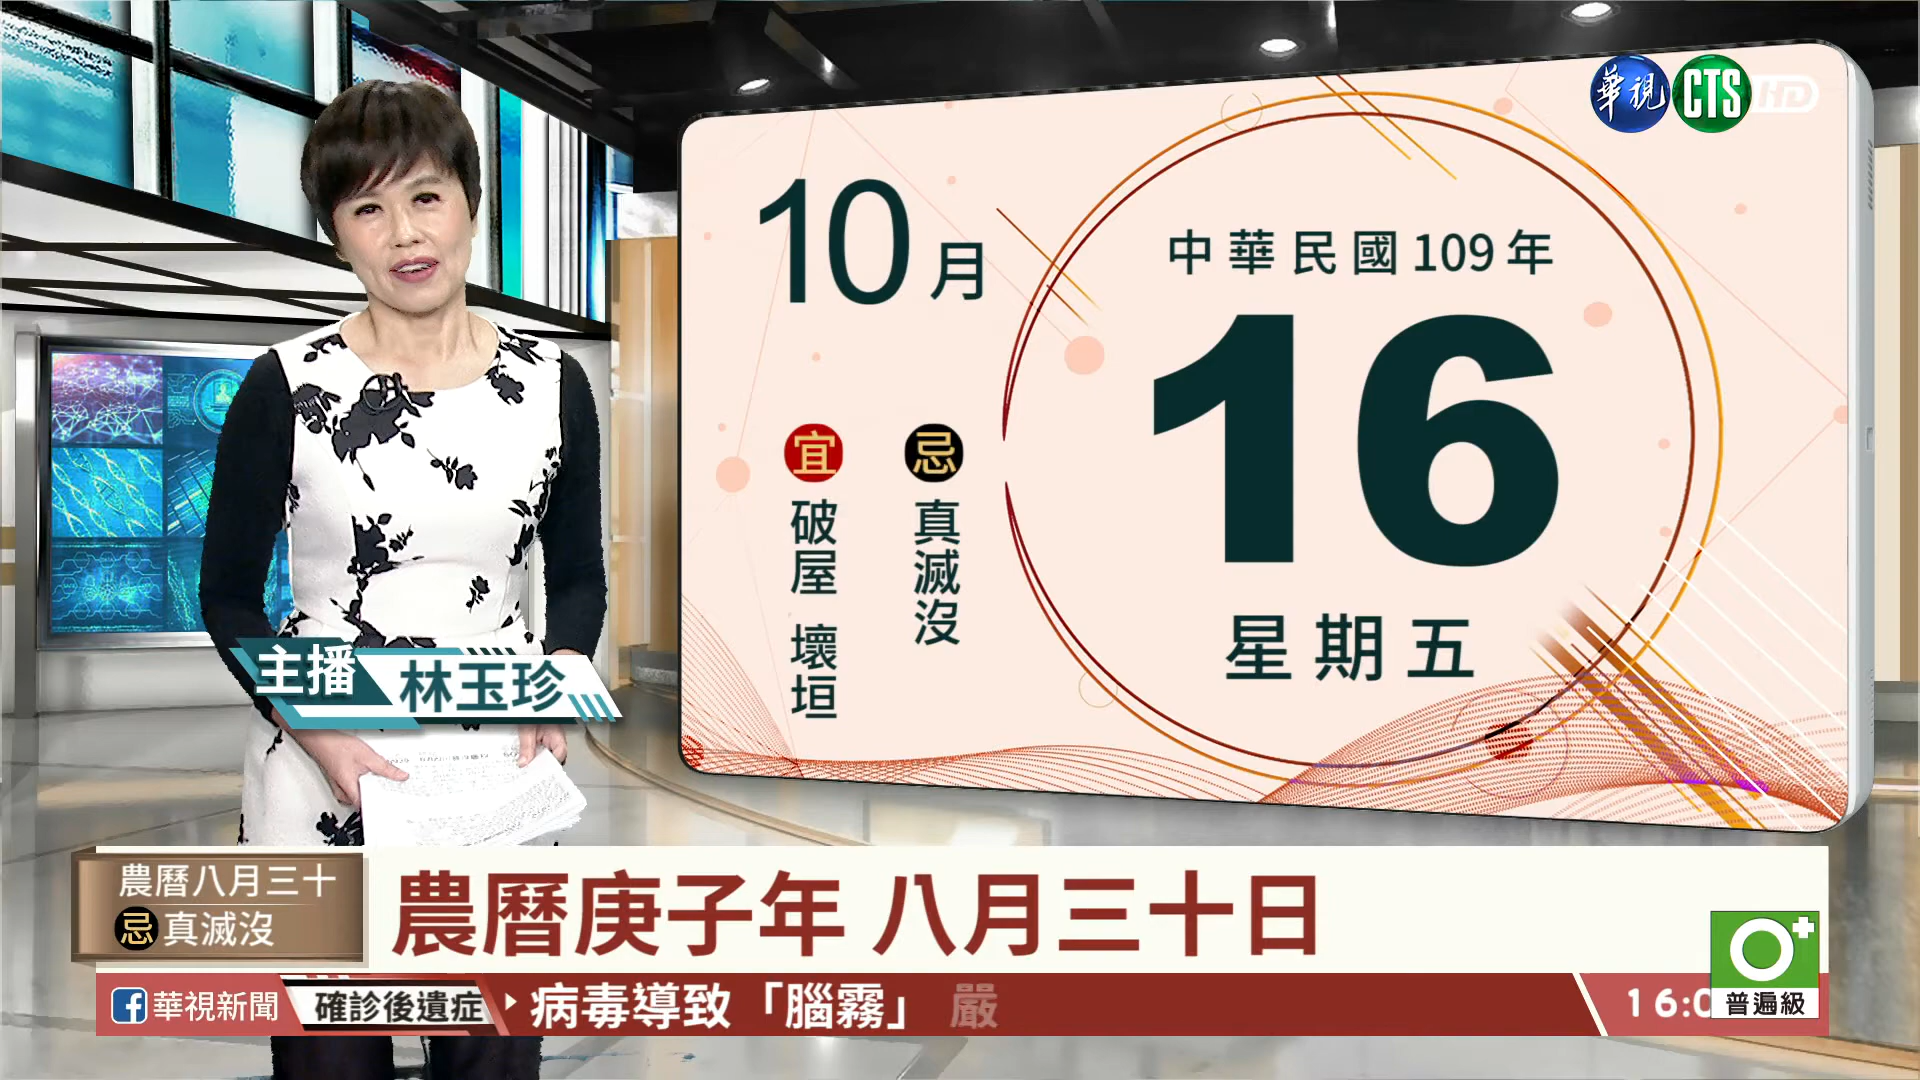 華視 CTS HD
10月
中華民國109年
16
星期五
宜
破屋 壞垣
忌
真滅沒
主播 林玉珍
農曆八月三十
忌 真滅沒
農曆庚子年 八月三十日
華視新聞
確診後遺症
病毒導致「腦霧」 嚴
16:0
普遍級